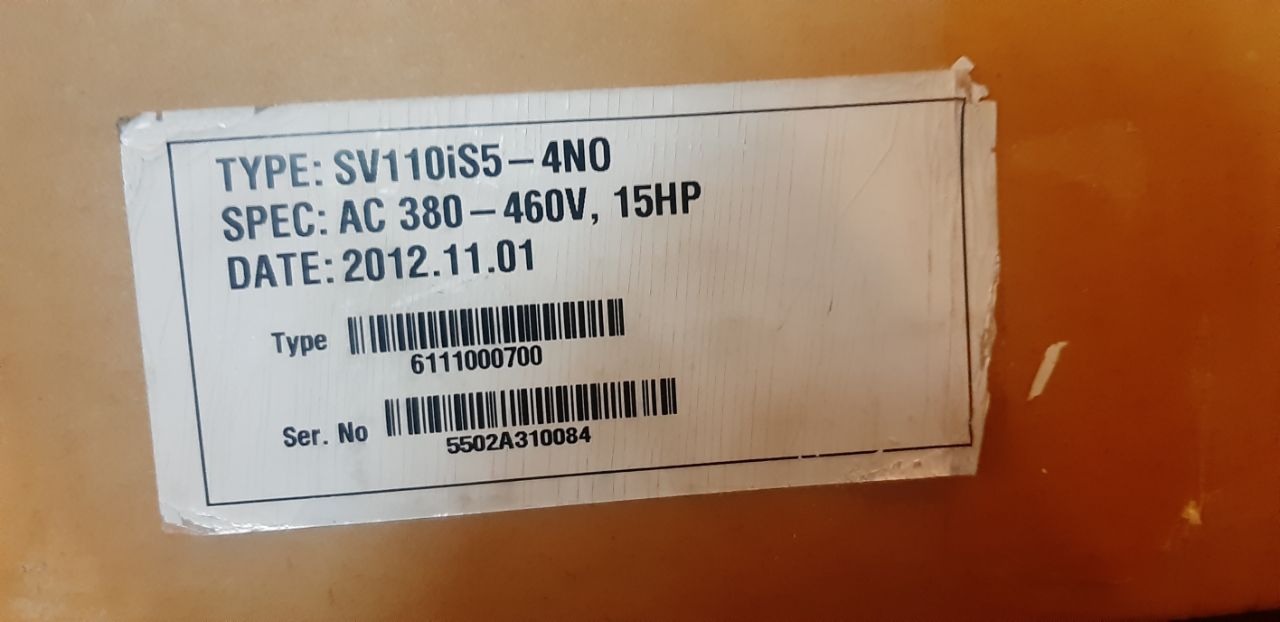 TYPE: SV110iS5-4NO
SPEC: AC 380-460V, 15HP
DATE: 2012.11.01
Type
6111000700
Ser. No
5502A310084